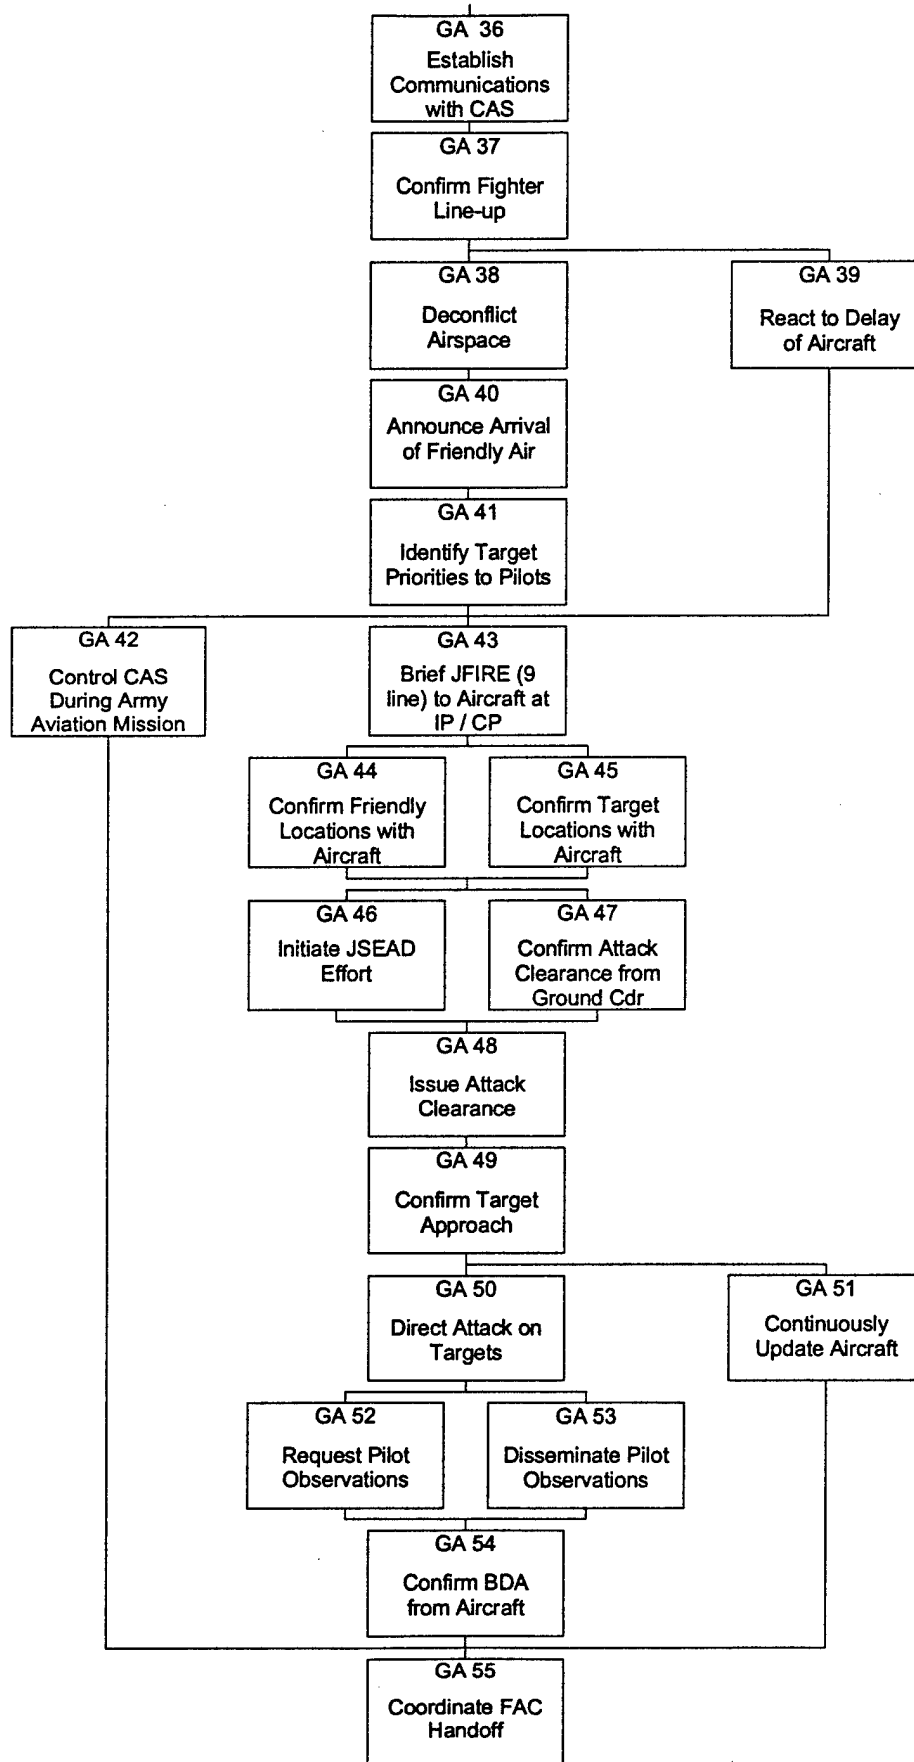 GA 36
Establish
Communications
with CAS
GA 37
Confirm Fighter
Line-up
GA 38
Deconflict
Airspace
GA 39
React to Delay
of Aircraft
GA 40
Announce Arrival
of Friendly Air
GA 41
Identify Target
Priorities to Pilots
GA 42
Control CAS
During Army
Aviation Mission
GA 43
Brief JFIRE (9
line) to Aircraft at
IP / CP
GA 44
Confirm Friendly
Locations with
Aircraft
GA 45
Confirm Target
Locations with
Aircraft
GA 46
Initiate JSEAD
Effort
GA 47
Confirm Attack
Clearance from
Ground Cdr
GA 48
Issue Attack
Clearance
GA 49
Confirm Target
Approach
GA 50
Direct Attack on
Targets
GA 51
Continuously
Update Aircraft
GA 52
Request Pilot
Observations
GA 53
Disseminate Pilot
Observations
GA 54
Confirm BDA
from Aircraft
GA 55
Coordinate FAC
Handoff